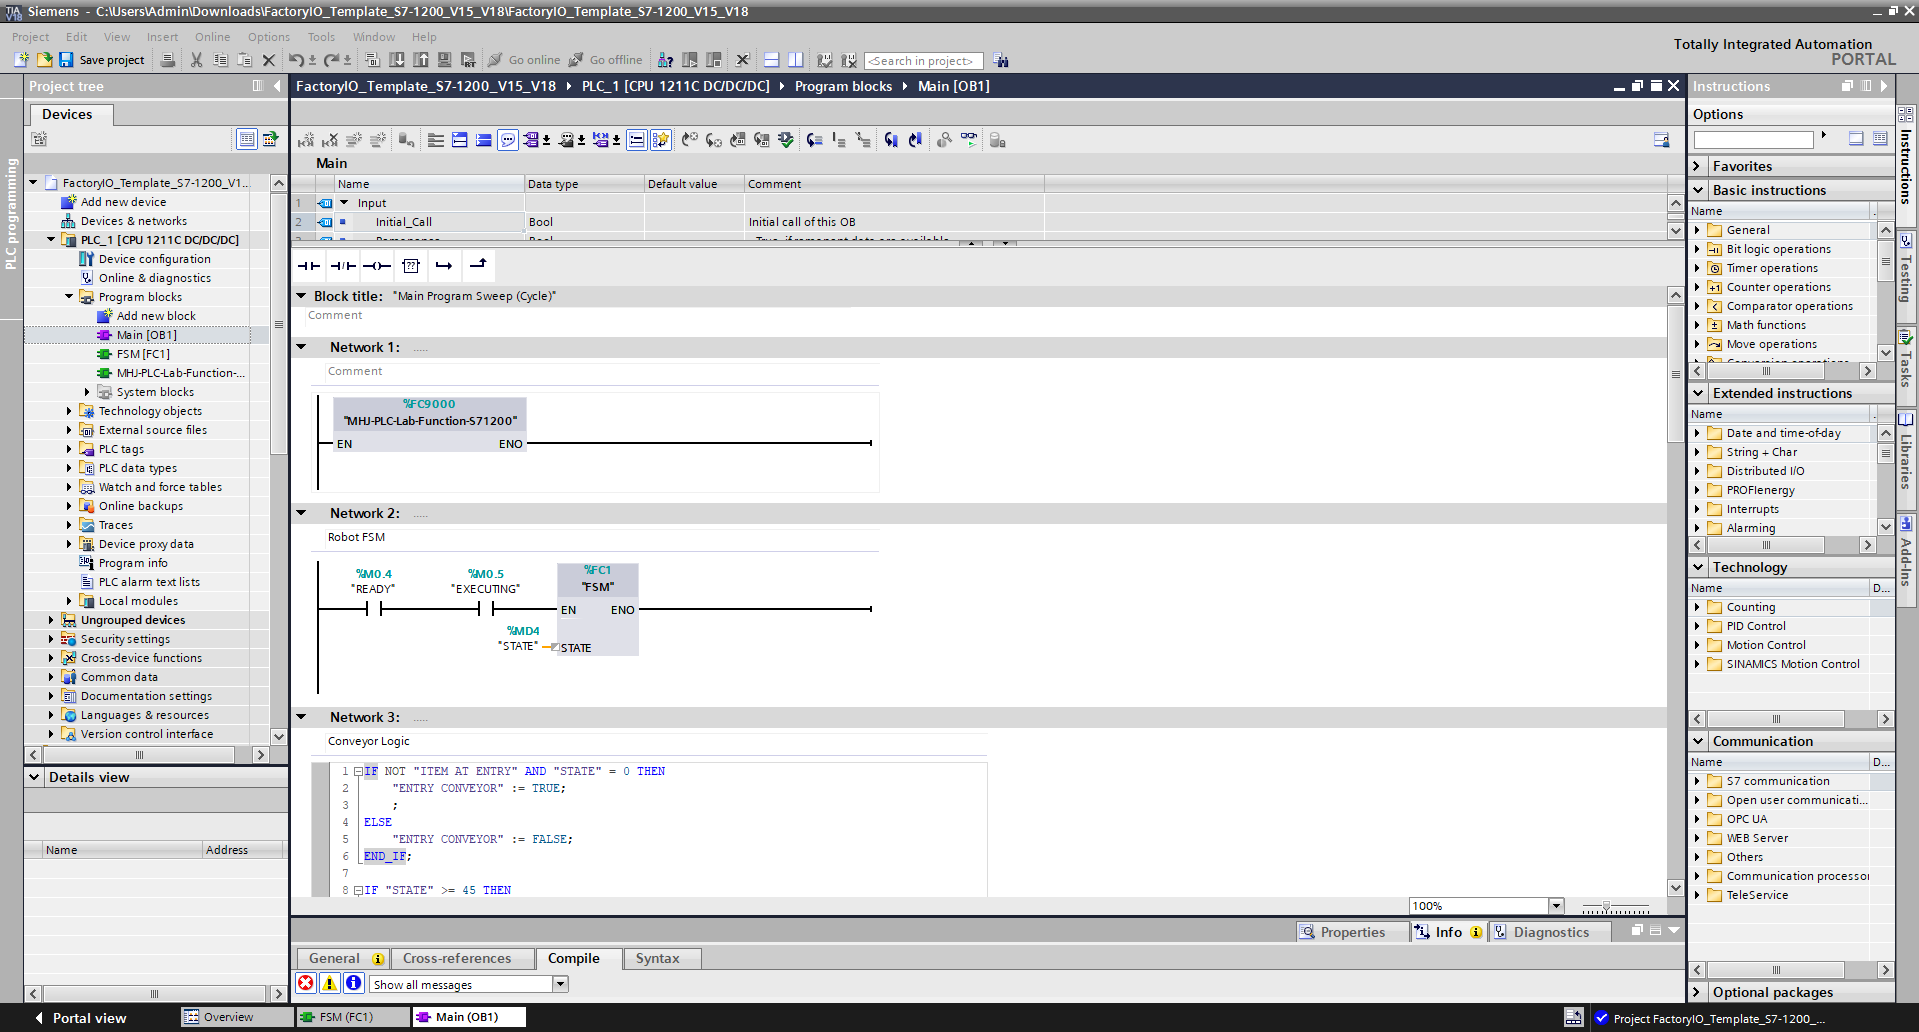 Siemens - C:\Users\Admin\Downloads\FactoryIO_Template_S7-1200_V15_V18\FactoryIO_Template_S7-1200_V15_V18
Project Edit View Insert Online Options Tools Window Help
Totally Integrated Automation
PORTAL
Save project
Go online
Go offline
<Search in project>
Project tree
Devices
PLC programming
FactoryIO_Template_S7-1200_V1...
Add new device
Devices & networks
PLC_1 [CPU 1211C DC/DC/DC]
Device configuration
Online & diagnostics
Program blocks
Add new block
Main [OB1]
FSM [FC1]
MHJ-PLC-Lab-Function-...
System blocks
Technology objects
External source files
PLC tags
PLC data types
Watch and force tables
Online backups
Traces
Device proxy data
Program info
PLC alarm text lists
Local modules
Ungrouped devices
Security settings
Cross-device functions
Common data
Documentation settings
Languages & resources
Version control interface
Details view
Name Address
FactoryIO_Template_S7-1200_V15_V18 PLC_1 [CPU 1211C DC/DC/DC] Program blocks Main [OB1]
Main
Name Data type Default value Comment
1 Input
2 Initial_Call Bool Initial call of this OB
Block title: "Main Program Sweep (Cycle)"
Comment
Network 1: .....
Comment
%FC9000
"MHJ-PLC-Lab-Function-S71200"
EN ENO
Network 2: .....
Robot FSM
%M0.4 %M0.5 %FC1
"READY" "EXECUTING" "FSM"
EN ENO
%MD4
"STATE" STATE
Network 3: .....
Conveyor Logic
1 IF NOT "ITEM AT ENTRY" AND "STATE" = 0 THEN
2 "ENTRY CONVEYOR" := TRUE;
3 ;
4 ELSE
5 "ENTRY CONVEYOR" := FALSE;
6 END_IF;
7
8 IF "STATE" >= 45 THEN
100%
Properties Info Diagnostics
General Cross-references Compile Syntax
Show all messages
Instructions
Options
Favorites
Basic instructions
Name
General
Bit logic operations
Timer operations
Counter operations
Comparator operations
Math functions
Move operations
Extended instructions
Name
Date and time-of-day
String + Char
Distributed I/O
PROFIenergy
Interrupts
Alarming
Technology
Name D...
Counting
PID Control
Motion Control
SINAMICS Motion Control
Communication
Name D...
S7 communication
Open user communicati...
OPC UA
WEB Server
Others
Communication processor
TeleService
Optional packages
Instructions
Testing
Tasks
Libraries
Add-Ins
Portal view
Overview
FSM (FC1)
Main (OB1)
Project FactoryIO_Template_S7-1200_...